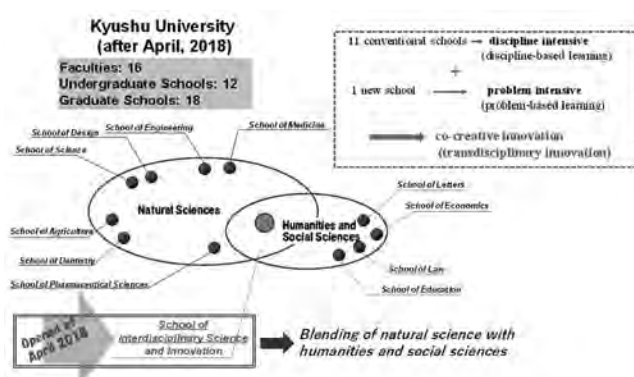 Kyushu University
(after April, 2018)
Faculties: 16
Undergraduate Schools: 12
Graduate Schools: 18
11 conventional schools
discipline intensive
(discipline-based learning)
+
1 new school
problem intensive
(problem-based learning)
co-creative innovation
((transdisciplinary innovation)
School of Design
School of Engineering
School of Medicine
School of Science
Natural Sciences
Humanities and
Social Sciences
School of Letters
School of Economics
School of Agriculture
School of Dentistry
School of Pharmaceutical Sciences
School of Law
School of Education
Opened at
April 2018
School of
Interdisciplinary Science
and Innovation
Blending of natural science with
humanities and social sciences